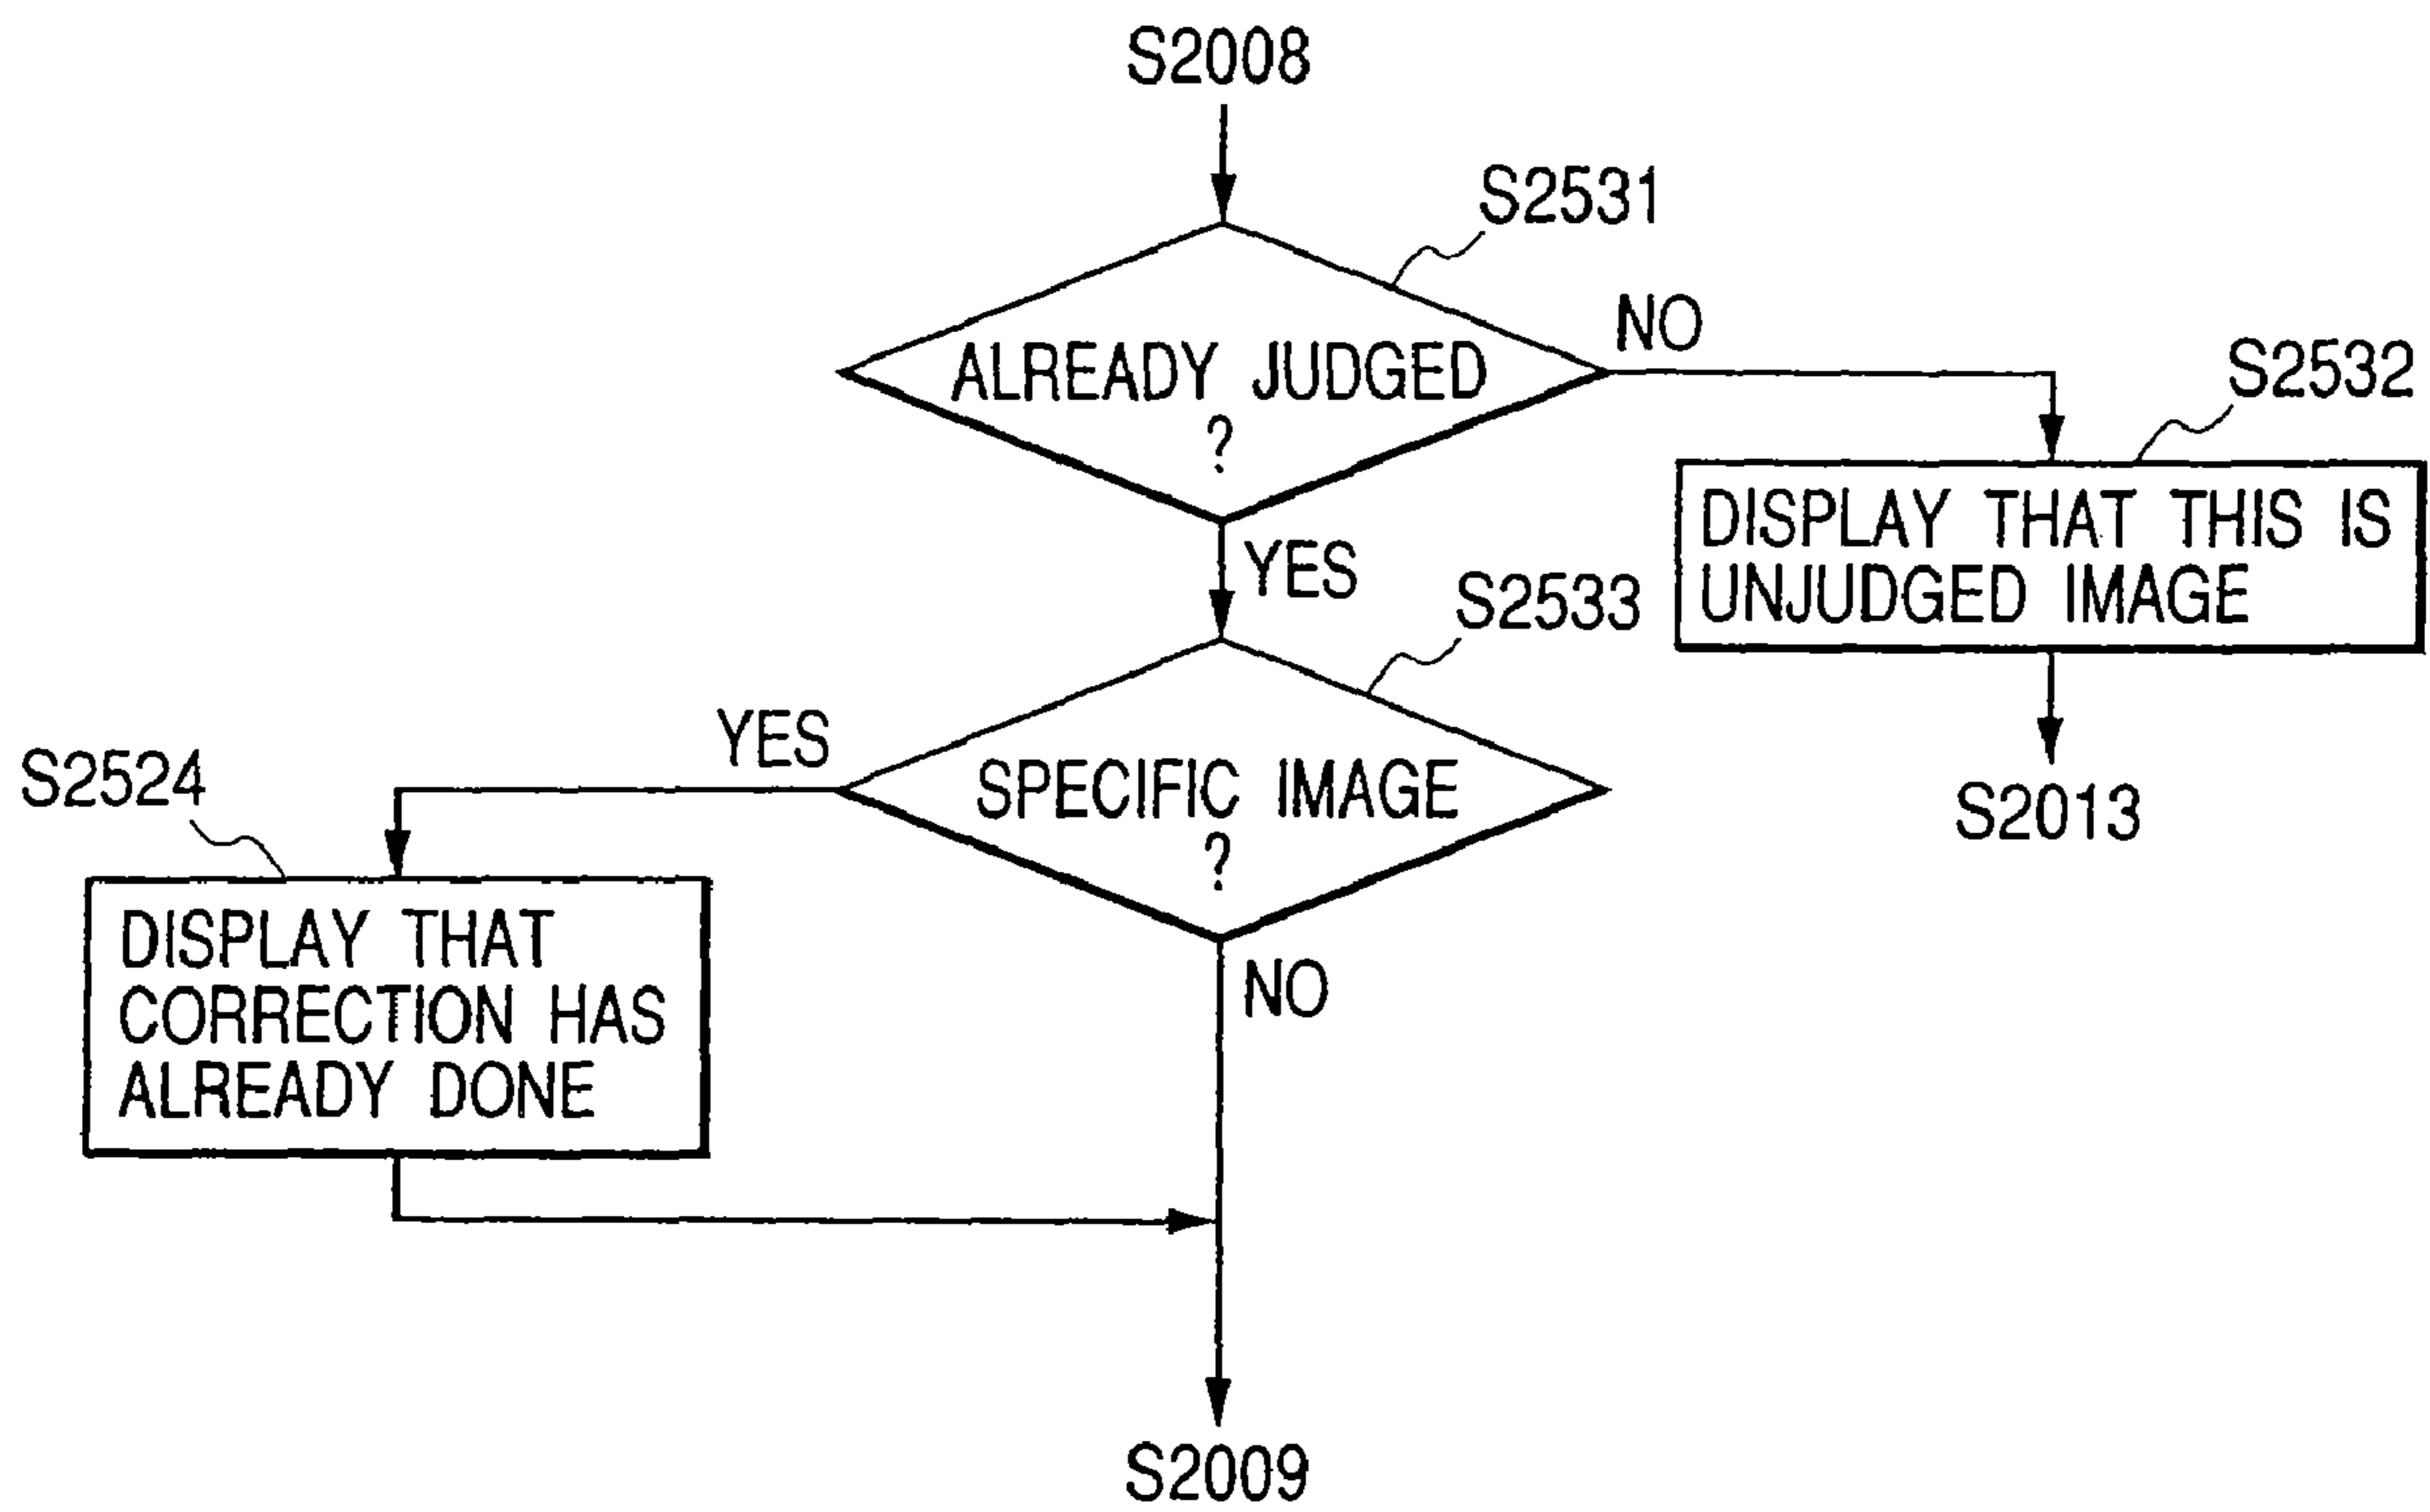 S2008
S2531
ALREADY JUDGED
?
NO
S2532
DISPLAY THAT THIS IS
UNJUDGED IMAGE
S2013
YES
S2533
SPECIFIC IMAGE
?
YES
S2524
DISPLAY THAT
CORRECTION HAS
ALREADY DONE
NO
S2009